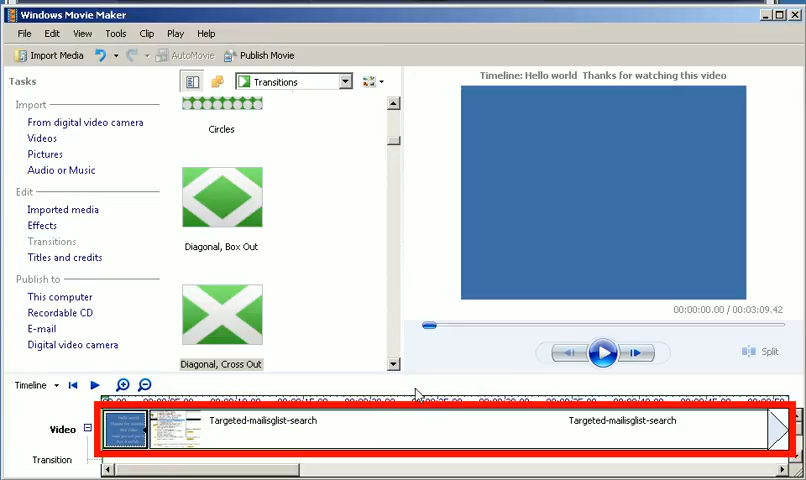 Windows Movie Maker
File Edit View Tools Clip Play Help
Import Media AutoMovie Publish Movie
Tasks
Transitions
Timeline: Hello world Thanks for watching this video
Import
From digital video camera
Videos
Pictures
Audio or Music
Edit
Imported media
Effects
Transitions
Titles and credits
Publish to
This computer
Recordable CD
E-mail
Digital video camera
Circles
Diagonal, Box Out
Diagonal, Cross Out
00:00:00.00 / 00:03:09.42
Split
Timeline
Video
Targeted-mailisglist-search
Targeted-mailisglist-search
Transition